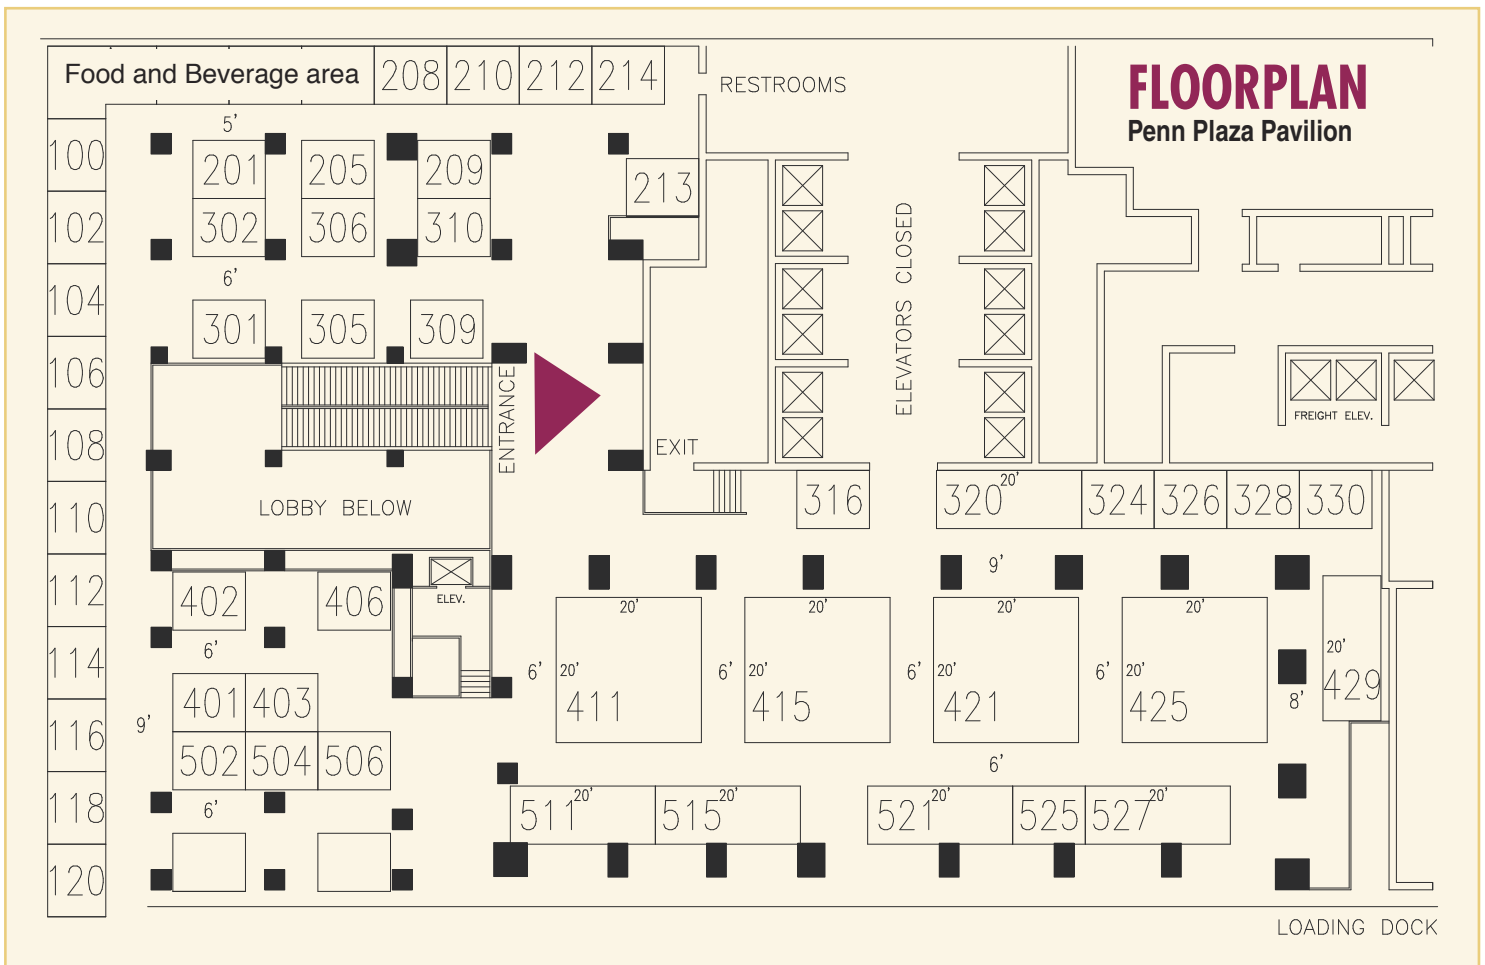 FLOORPLAN
Penn Plaza Pavilion
Food and Beverage area
208 210 212 214
RESTROOMS
5'
100
201 205 209
213
102
302 306 310
6'
104
301 305 309
ELEVATORS CLOSED
106
ENTRANCE
FREIGHT ELEV.
108
EXIT
110
LOBBY BELOW
316
320 20'
324 326 328 330
9'
112
402 406
ELEV.
20' 20' 20' 20'
114
6'
6' 20' 6' 20' 6' 20' 6' 20'
20'
429
8'
411 415 421 425
401 403
116
9'
502 504 506
6'
118
6'
511 20' 515 20' 521 20' 525 527 20'
120
LOADING DOCK